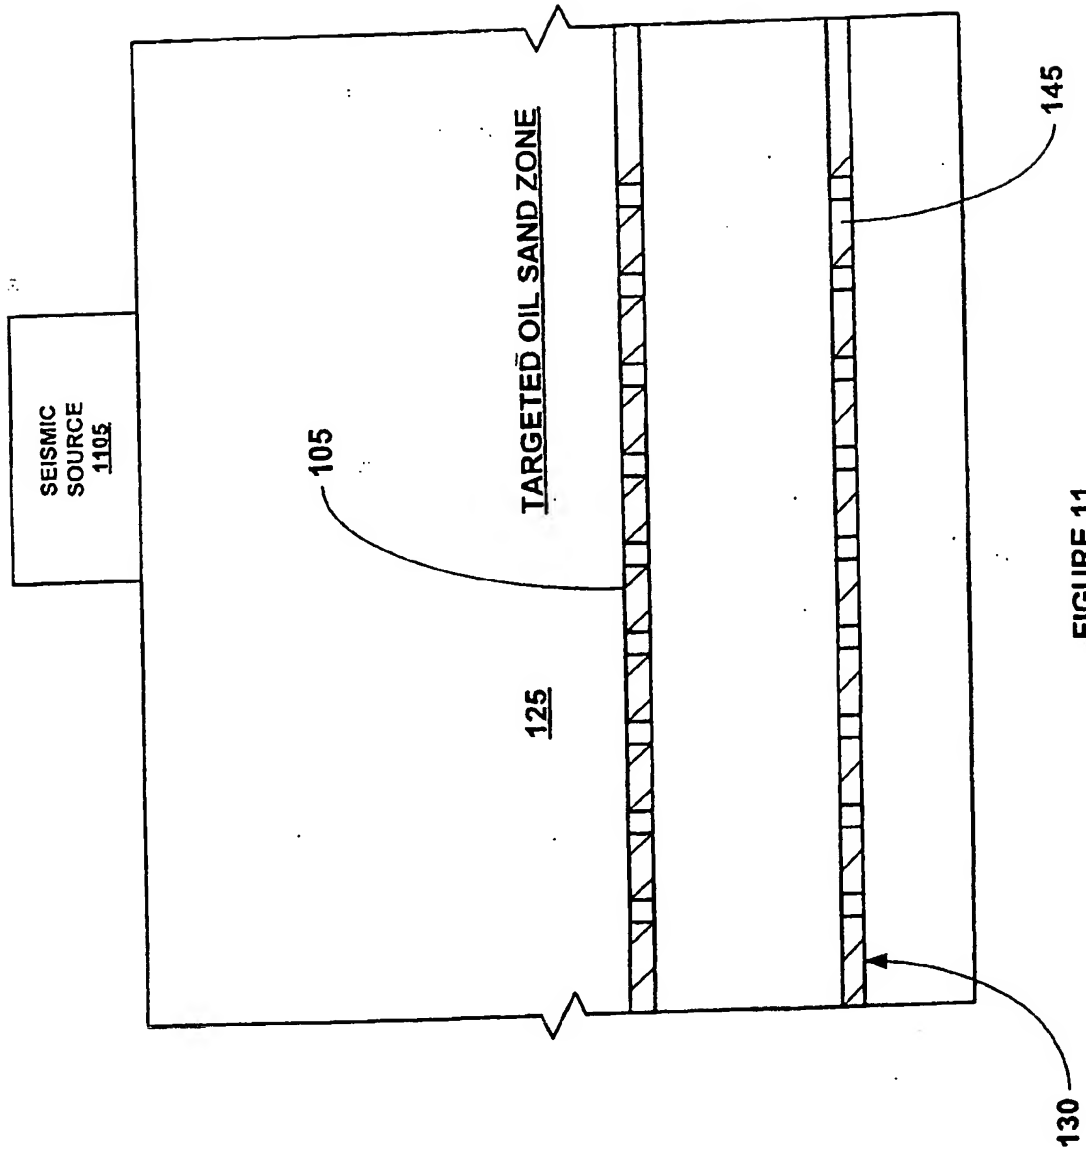 SEISMIC
SOURCE
1105
105
TARGETED OIL SAND ZONE
125
145
130
FIGURE 11